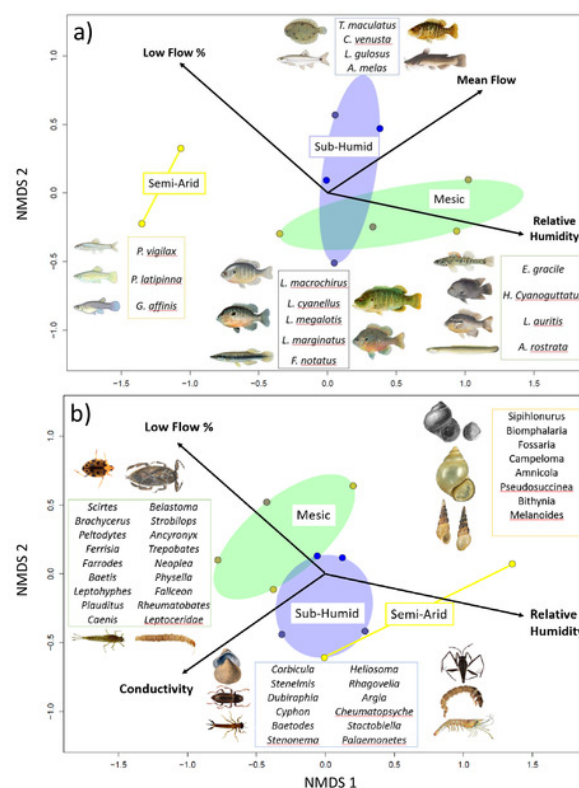 a)
T. maculatus
C. venusta
L. gulosus
A. melas
Low Flow %
Mean Flow
1.0
0.5
0.0
-0.5
-1.0
NMDS 2
Sub-Humid
Semi-Arid
Mesic
Relative
Humidity
P. vigilax
P. latipinna
G. affinis
L. macrochirus
L. cyanellus
L. megalotis
L. marginatus
F. notatus
E. gracile
H. Cyanoguttatu
L. auritis
A. rostrata
-1.5 -1.0 -0.5 0.0 0.5 1.0 1.5
b)
Low Flow %
Sipihlonurus
Biomphalaria
Fossaria
Campeloma
Amnicola
Pseudosuccinea
Bithynia
Melanoides
1.0
0.5
0.0
-0.5
-1.0
NMDS 2
Mesic
Scirtes Belastoma
Brachycerus Strobilops
Peltodytes Ancyronyx
Ferrisia Trepobates
Farrodes Neoplea
Baetis Physella
Leptohyphes Fallceon
Plauditus Rheumatobates
Caenis Leptoceridae
Sub-Humid
Semi-Arid
Relative
Humidity
Conductivity
Corbicula Heliosoma
Stenelmis Rhagovelia
Dubiraphia Argia
Cyphon Cheumatopsyche
Baetodes Stactobiella
Stenonema Palaemonetes
-1.5 -1.0 -0.5 0.0 0.5 1.0 1.5
NMDS 1